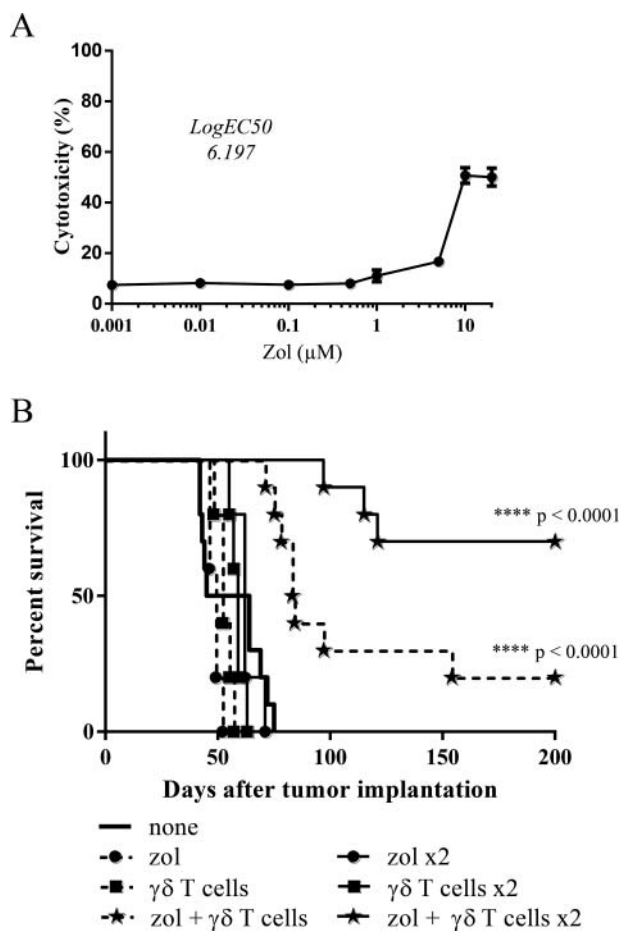 A
100
80
60
40
20
0
Cytotoxicity (%)
LogEC50
6.197
0.001 0.01 0.1 1 10
Zol (µM)
B
100
50
0
Percent survival
**** p < 0.0001
**** p < 0.0001
0 50 100 150 200
Days after tumor implantation
none
zol zol x2
γδ T cells γδ T cells x2
zol + γδ T cells zol + γδ T cells x2